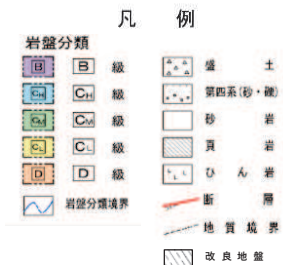 凡 例
岩盤分類
B B 級
CH CH 級
CM CM 級
CL CL 級
D D 級
岩盤分類境界
盛 土
第四系(砂・礫)
砂 岩
頁 岩
ひ ん 岩
断 層
地 質 境 界
改 良 地 盤